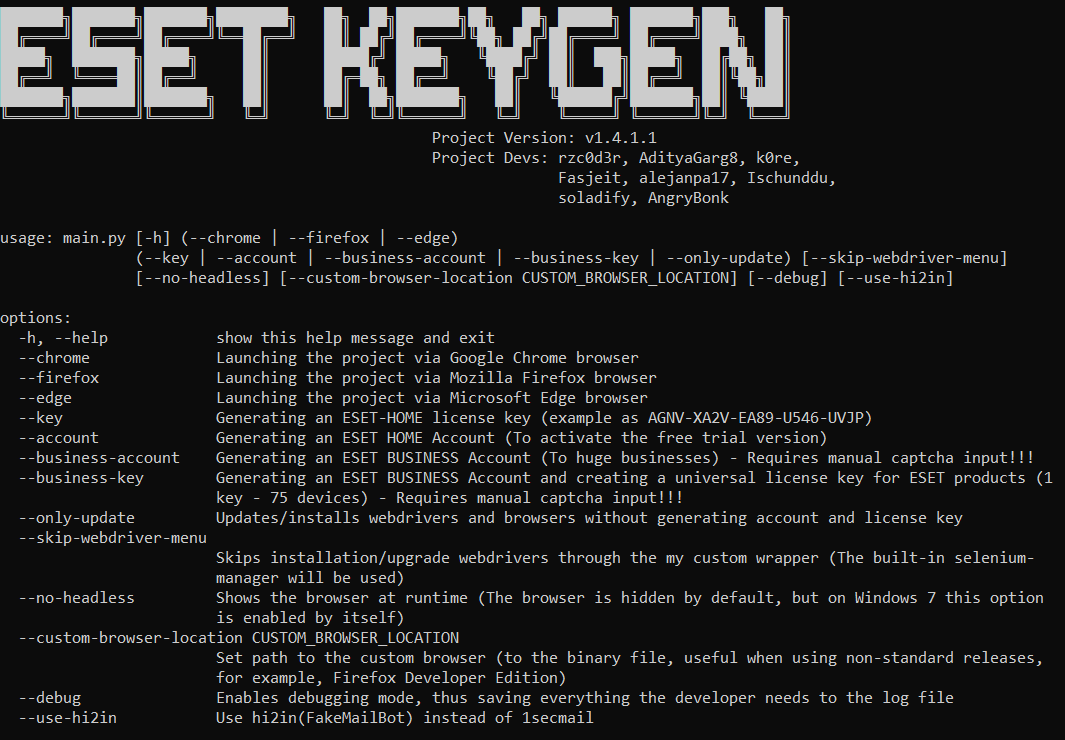 ESET KEYGEN
Project Version: v1.4.1.1
Project Devs: rzc0d3r, AdityaGarg8, k0re,
Fasjeit, alejanpa17, Ischunddu,
soladify, AngryBonk
usage: main.py [-h] (--chrome | --firefox | --edge)
(--key | --account | --business-account | --business-key | --only-update) [--skip-webdriver-menu]
[--no-headless] [--custom-browser-location CUSTOM_BROWSER_LOCATION] [--debug] [--use-hi2in]
options:
-h, --help show this help message and exit
--chrome Launching the project via Google Chrome browser
--firefox Launching the project via Mozilla Firefox browser
--edge Launching the project via Microsoft Edge browser
--key Generating an ESET-HOME license key (example as AGNV-XA2V-EA89-U546-UVJP)
--account Generating an ESET HOME Account (To activate the free trial version)
--business-account Generating an ESET BUSINESS Account (To huge businesses) - Requires manual captcha input!!!
--business-key Generating an ESET BUSINESS Account and creating a universal license key for ESET products (1
key - 75 devices) - Requires manual captcha input!!!
--only-update Updates/installs webdrivers and browsers without generating account and license key
--skip-webdriver-menu
Skips installation/upgrade webdrivers through the my custom wrapper (The built-in selenium-
manager will be used)
--no-headless Shows the browser at runtime (The browser is hidden by default, but on Windows 7 this option
is enabled by itself)
--custom-browser-location CUSTOM_BROWSER_LOCATION
Set path to the custom browser (to the binary file, useful when using non-standard releases,
for example, Firefox Developer Edition)
--debug Enables debugging mode, thus saving everything the developer needs to the log file
--use-hi2in Use hi2in(FakeMailBot) instead of 1secmail